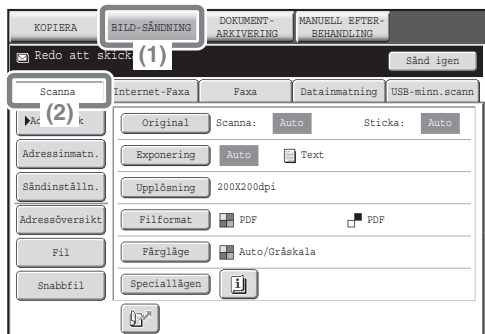 KOPIERA BILD-SÄNDNING DOKUMENT-ARKIVERING MANUELL EFTER-BEHANDLING
Redo att skick (1) Sänd igen
Scanna Internet-Faxa Faxa Datainmatning USB-minn.scann
(2)
Original Scanna: Auto Sticka: Auto
Adressinmatn. Exponering Auto Text
Sändinställn. Upplösning 200X200dpi
Adressöversikt Filformat PDF PDF
Fil Färgläge Auto/Gråskala
Snabbfil Speciallägen